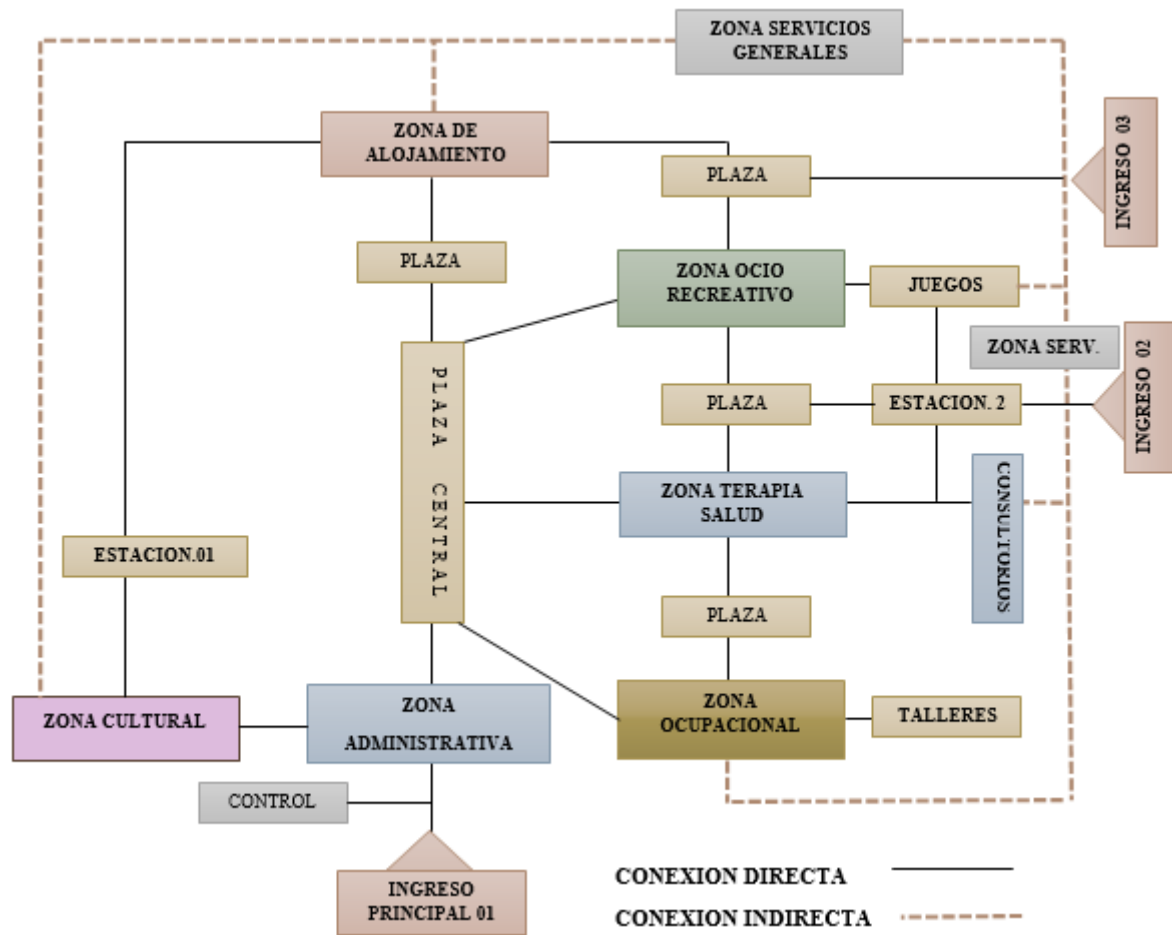 ZONA SERVICIOS
GENERALES
ZONA DE
ALOJAMIENTO
PLAZA
INGRESO 03
PLAZA
ZONA OCIO
RECREATIVO
JUEGOS
ZONA SERV.
INGRESO 02
PLAZA CENTRAL
PLAZA
ESTACION. 2
ZONA TERAPIA
SALUD
CONSULTORIOS
ESTACION.01
PLAZA
ZONA CULTURAL
ZONA
ADMINISTRATIVA
ZONA
OCUPACIONAL
TALLERES
CONTROL
INGRESO
PRINCIPAL 01
CONEXION DIRECTA
CONEXION INDIRECTA